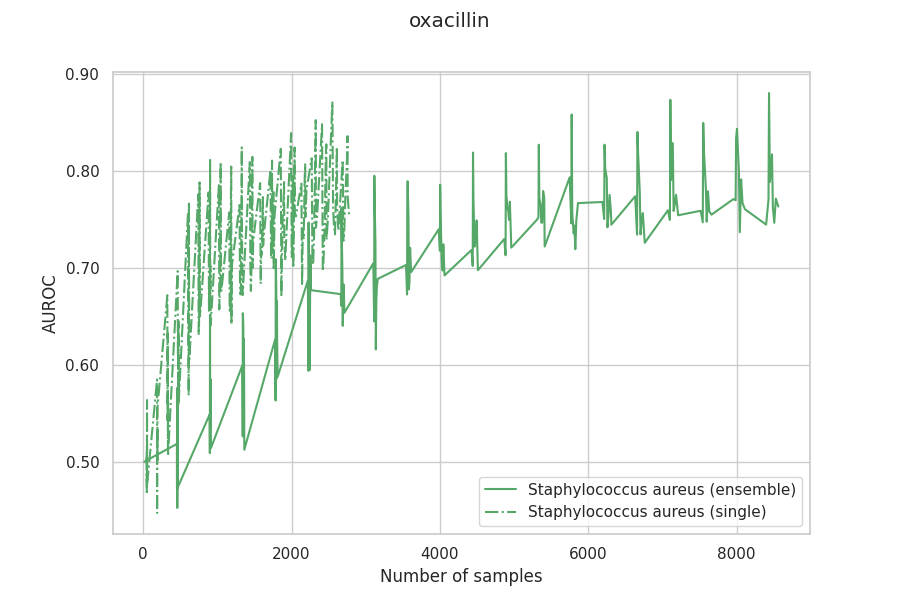 oxacillin
0.90
0.80
0.70
0.60
0.50
AUROC
0
2000
4000
6000
8000
Number of samples
Staphylococcus aureus (ensemble)
Staphylococcus aureus (single)